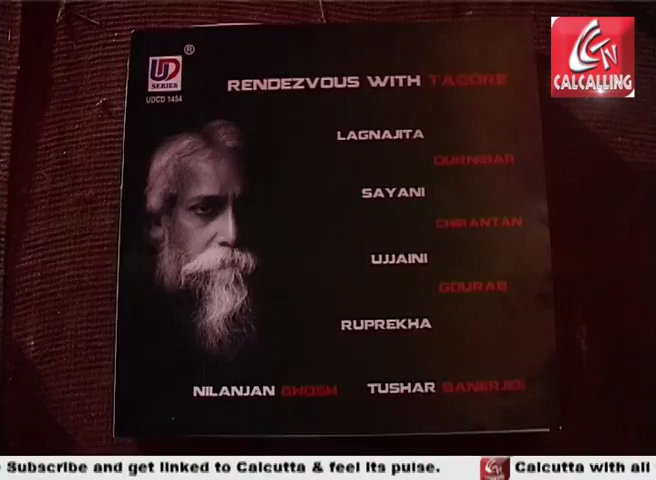 ®
UD
SERIES
UDCD 1454
RENDEZVOUS WITH TAGORE
LAGNAJITA
DURNIBAR
SAYANI
CHIRANTAN
UJJAINI
GOURAB
RUPREKHA
NILANJAN GHOSH TUSHAR BANERJEE
CTV
CALCALLING
Subscribe and get linked to Calcutta & feel its pulse. Calcutta with all